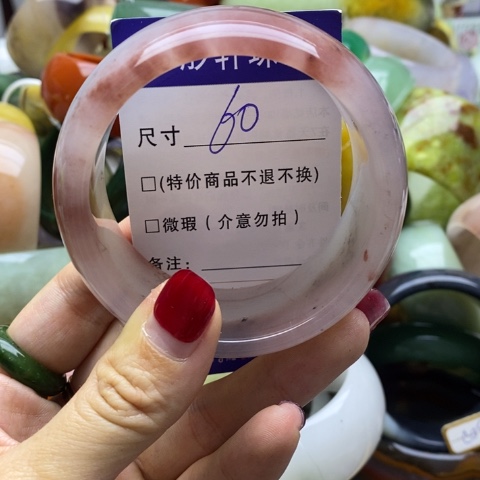 尺寸 60
□(特价商品不退不换)
□微瑕（介意勿拍）
备注: